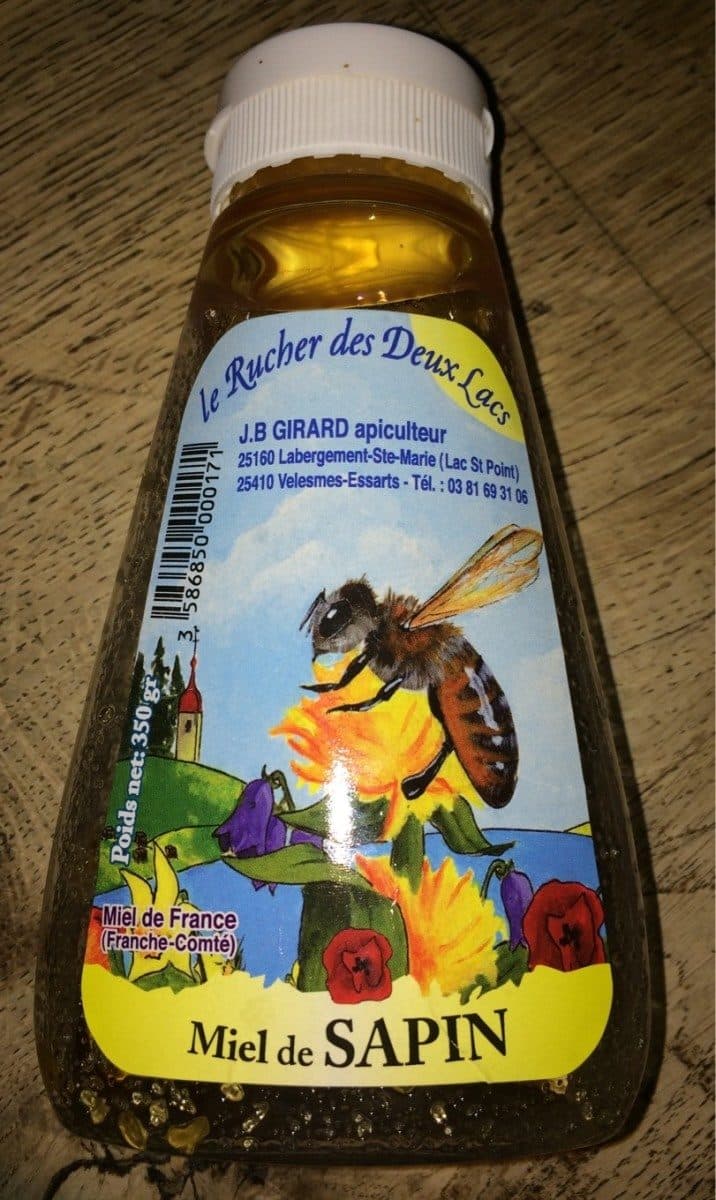 le Rucher des Deux Lacs
J.B GIRARD apiculteur
25160 Labergement-Ste-Marie (Lac St Point)
25410 Velesmes-Essarts - Tél. : 03 81 69 31 06
3 586850 000171
Poids net: 350 gr
Miel de France
(Franche-Comté)
Miel de SAPIN